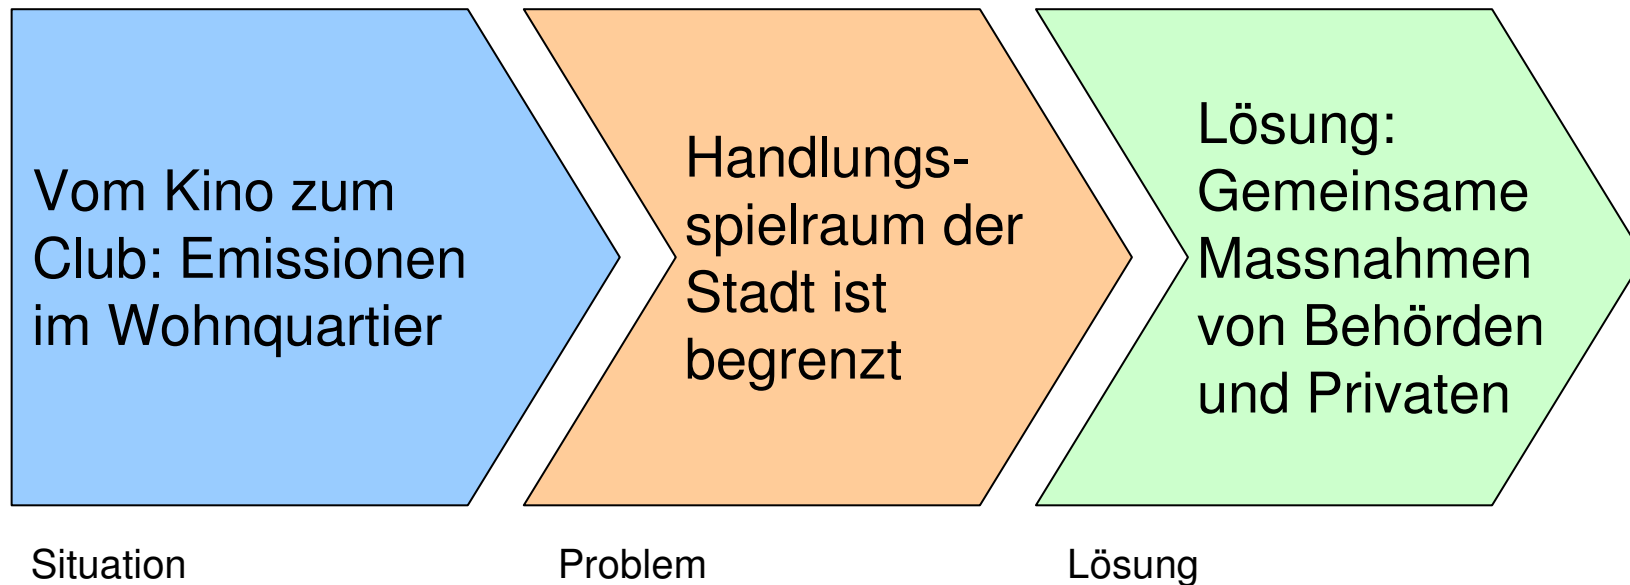 Vom Kino zum
Club: Emissionen
im Wohnquartier
Handlungs-
spielraum der
Stadt ist
begrenzt
Lösung:
Gemeinsame
Massnahmen
von Behörden
und Privaten
Situation
Problem
Lösung